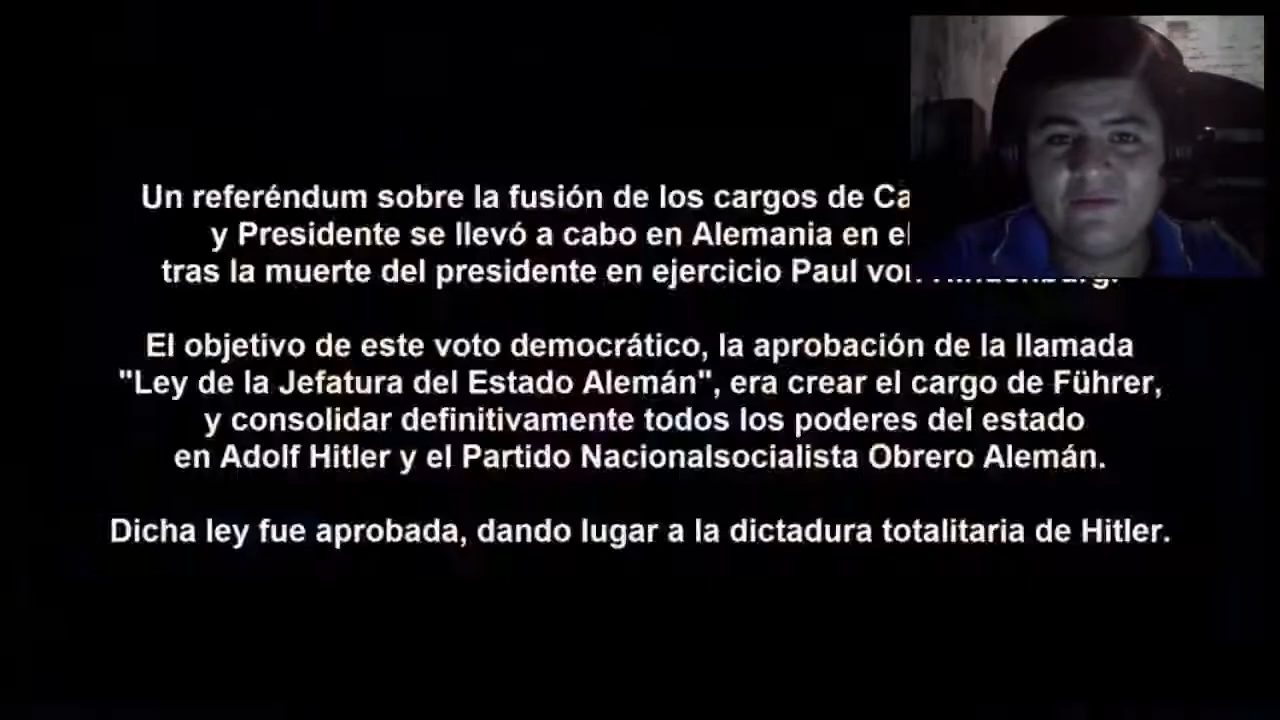 Un referéndum sobre la fusión de los cargos de
y Presidente se llevó a cabo en Alemania en el
tras la muerte del presidente en ejercicio Paul von
El objetivo de este voto democrático, la aprobación de la llamada
"Ley de la Jefatura del Estado Alemán", era crear el cargo de Führer,
y consolidar definitivamente todos los poderes del estado
en Adolf Hitler y el Partido Nacionalsocialista Obrero Alemán.
Dicha ley fue aprobada, dando lugar a la dictadura totalitaria de Hitler.